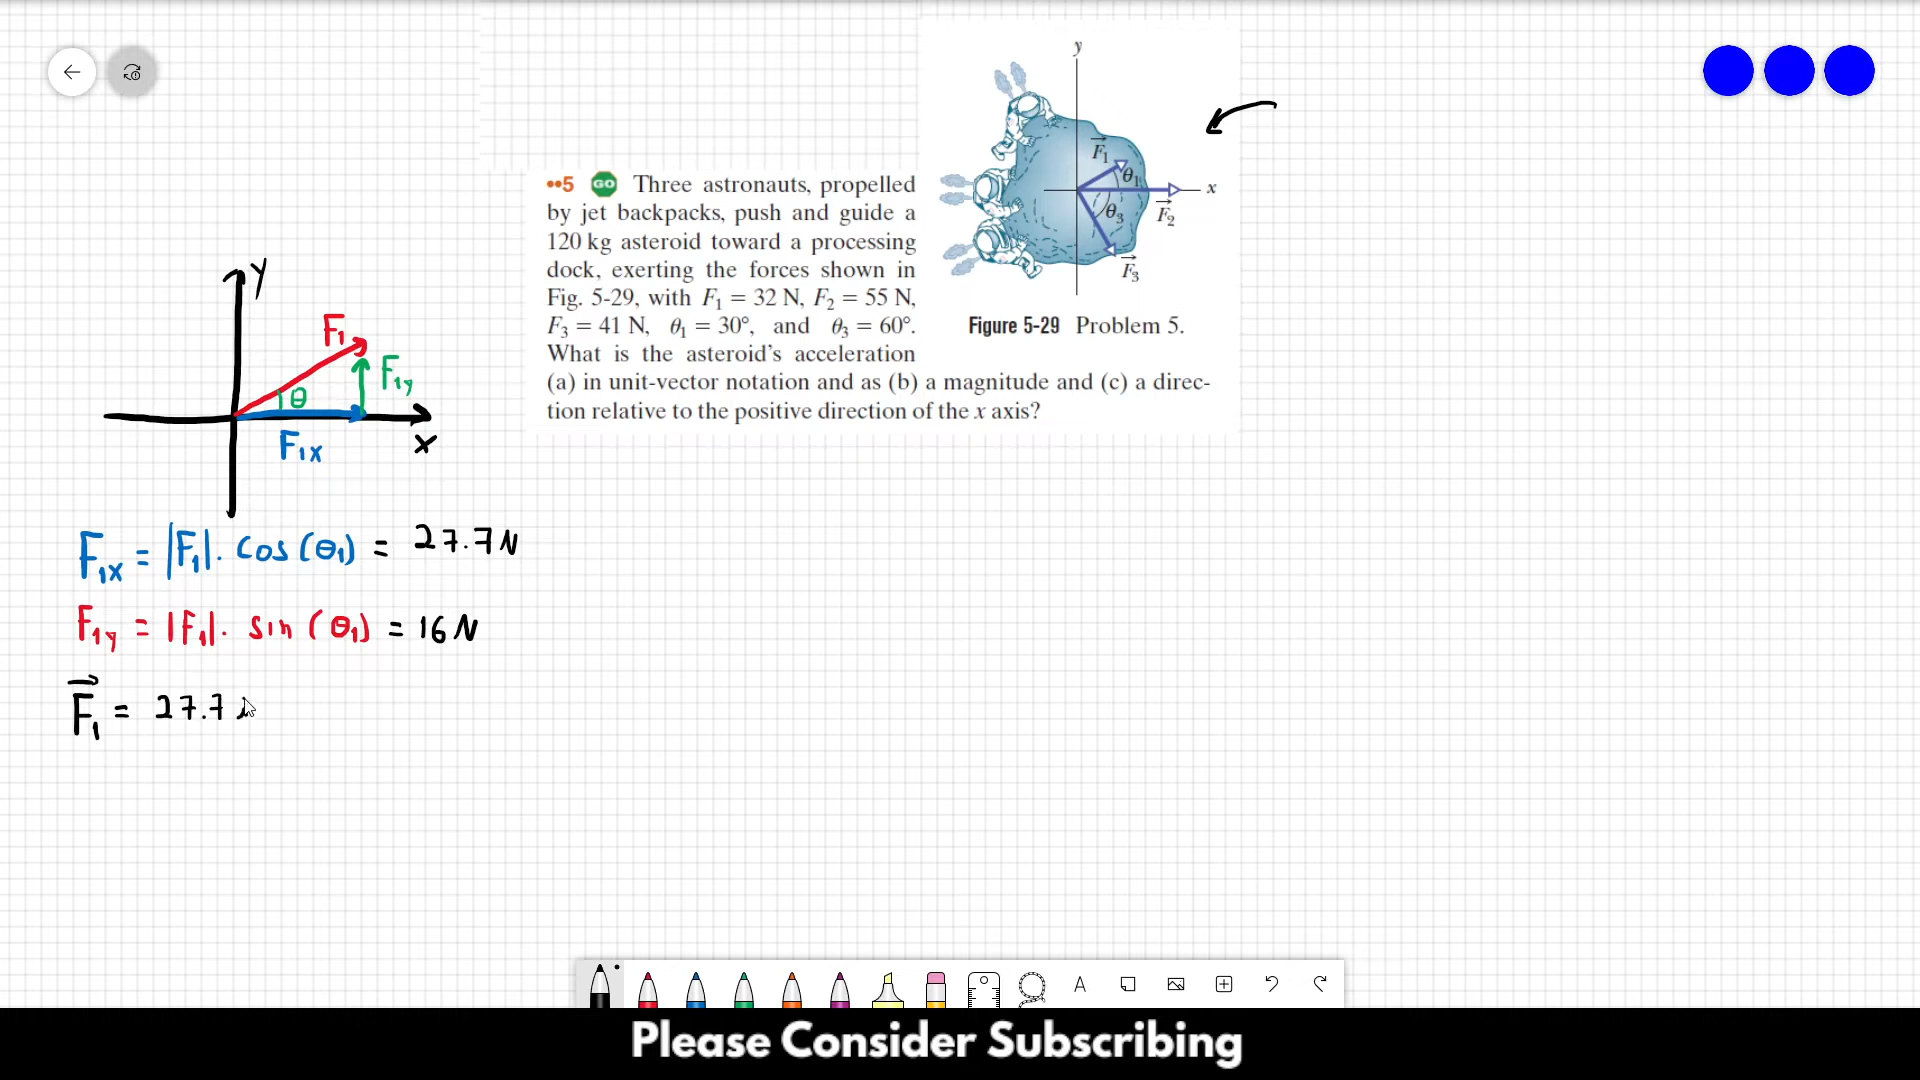 y
F₁
θ₁
x
θ₃
F₂
F₃
Figure 5-29 Problem 5.
••5 GO Three astronauts, propelled
by jet backpacks, push and guide a
120 kg asteroid toward a processing
dock, exerting the forces shown in
Fig. 5-29, with F₁ = 32 N, F₂ = 55 N,
F₃ = 41 N, θ₁ = 30°, and θ₃ = 60°.
What is the asteroid’s acceleration
(a) in unit-vector notation and as (b) a magnitude and (c) a direc-
tion relative to the positive direction of the x axis?
y
F₁
F₁y
θ
F₁x
x
F₁x = |F₁|. cos(θ₁) = 27.7 N
F₁y = |F₁|. sin(θ₁) = 16 N
F₁ = 27.7
A
Please Consider Subscribing